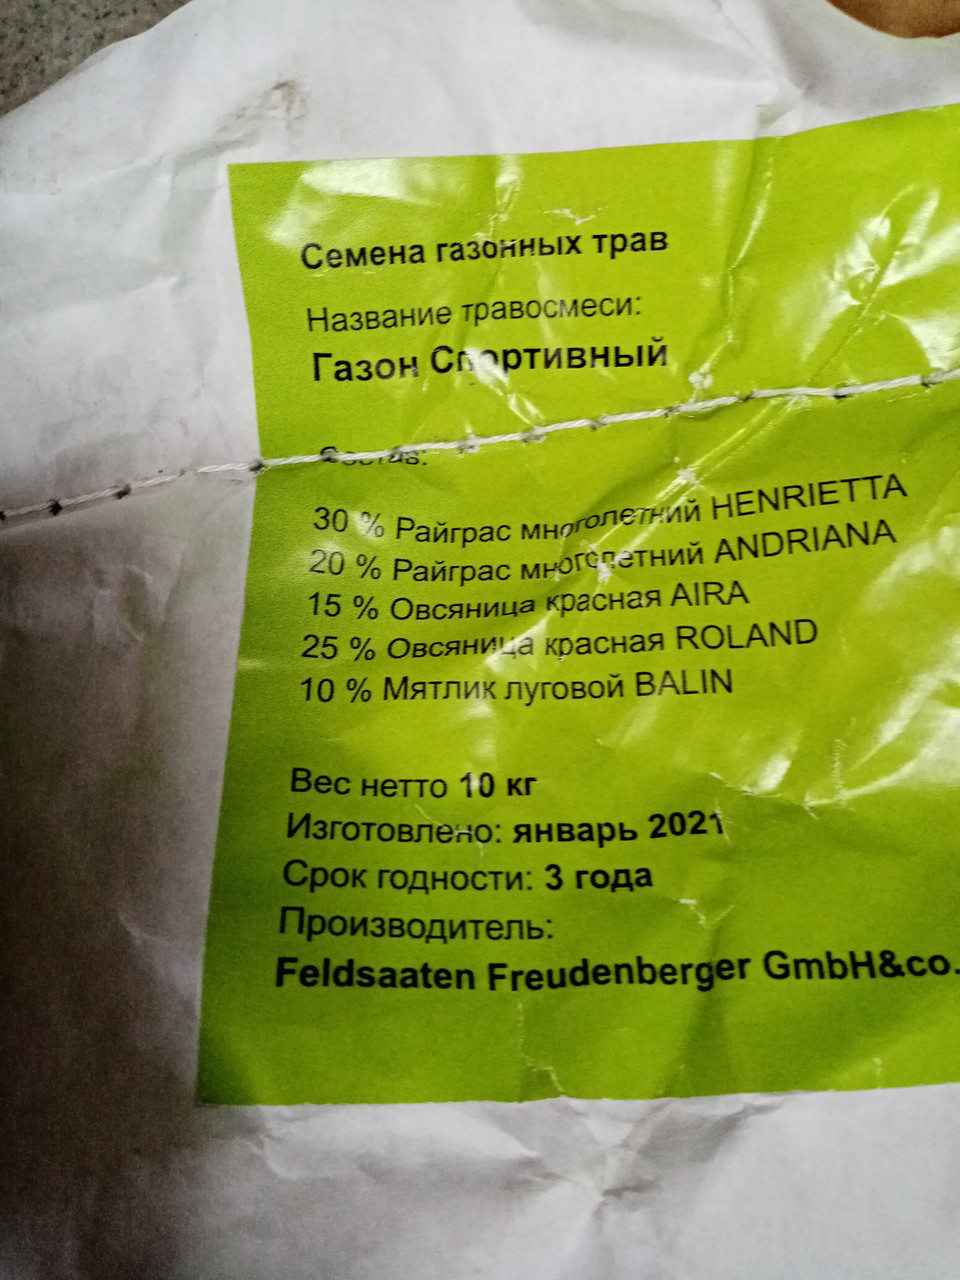 Семена газонных трав
Название травосмеси:
Газон Спортивный
Состав:
30 % Райграс многолетний HENRIETTA
20 % Райграс многолетний ANDRIANA
15 % Овсяница красная AIRA
25 % Овсяница красная ROLAND
10 % Мятлик луговой BALIN
Вес нетто 10 кг
Изготовлено: январь 2021
Срок годности: 3 года
Производитель:
Feldsaaten Freudenberger GmbH&co.